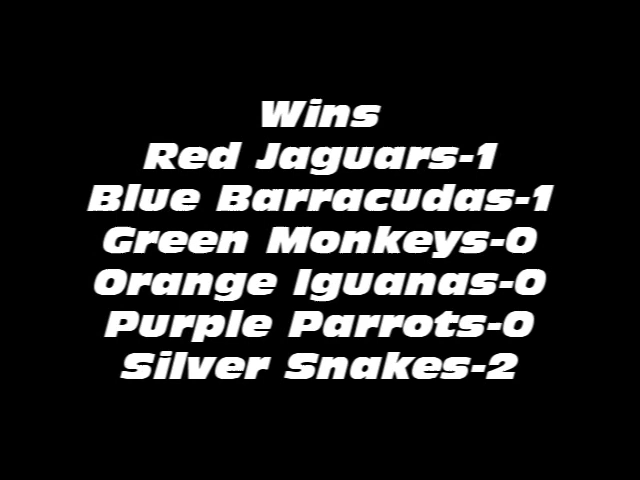 Wins
Red Jaguars-1
Blue Barracudas-1
Green Monkeys-0
Orange Iguanas-0
Purple Parrots-0
Silver Snakes-2